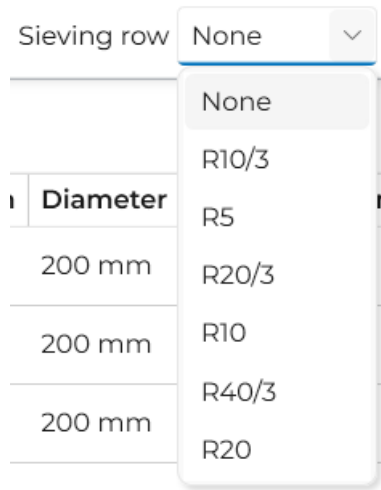 Sieving row None
None
R10/3
Diameter
R5
200 mm
R20/3
R10
200 mm
R40/3
200 mm
R20